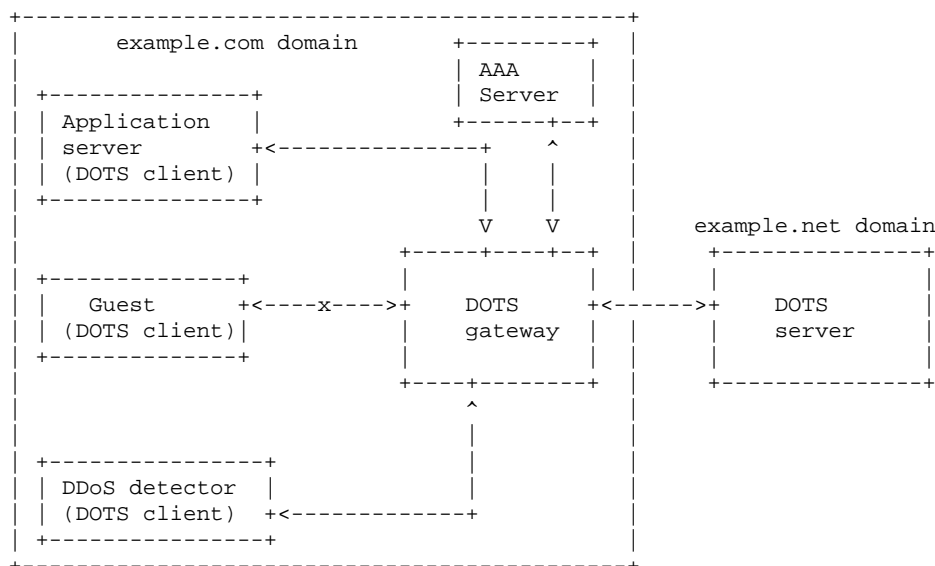 example.com domain
AAA
Server
Application
server
(DOTS client)
example.net domain
Guest
(DOTS client)
x
DOTS
gateway
DOTS
server
V V
DDoS detector
(DOTS client)